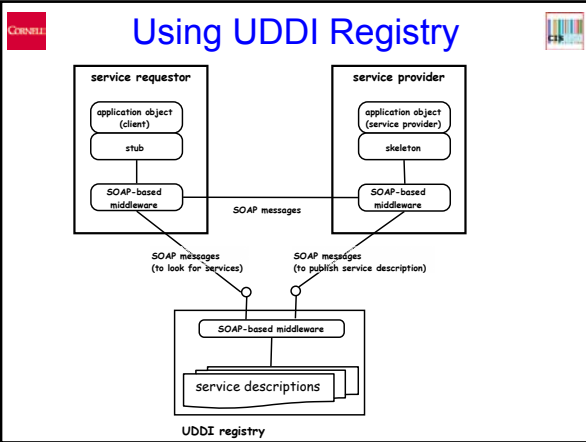 CORNELL
Using UDDI Registry
CIS
service requestor
application object
(client)
stub
SOAP-based
middleware
service provider
application object
(service provider)
skeleton
SOAP-based
middleware
SOAP messages
SOAP messages
(to look for services)
SOAP messages
(to publish service description)
SOAP-based middleware
service descriptions
UDDI registry